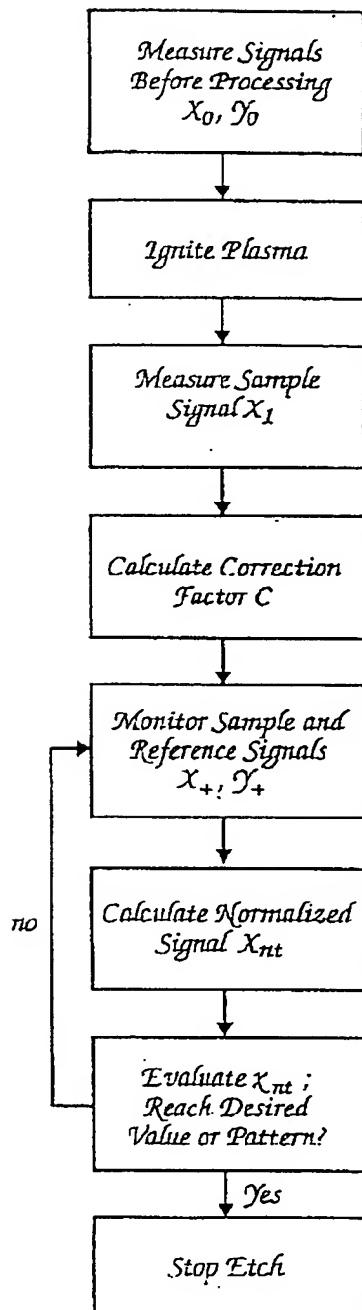 Measure Signals
Before Processing
X₀, Y₀
Ignite Plasma
Measure Sample
Signal X₁
Calculate Correction
Factor C
Monitor Sample and
Reference Signals
X₊, Y₊
Calculate Normalized
Signal Xnt
no
Evaluate Xnt ;
Reach Desired
Value or Pattern?
Yes
Stop Etch